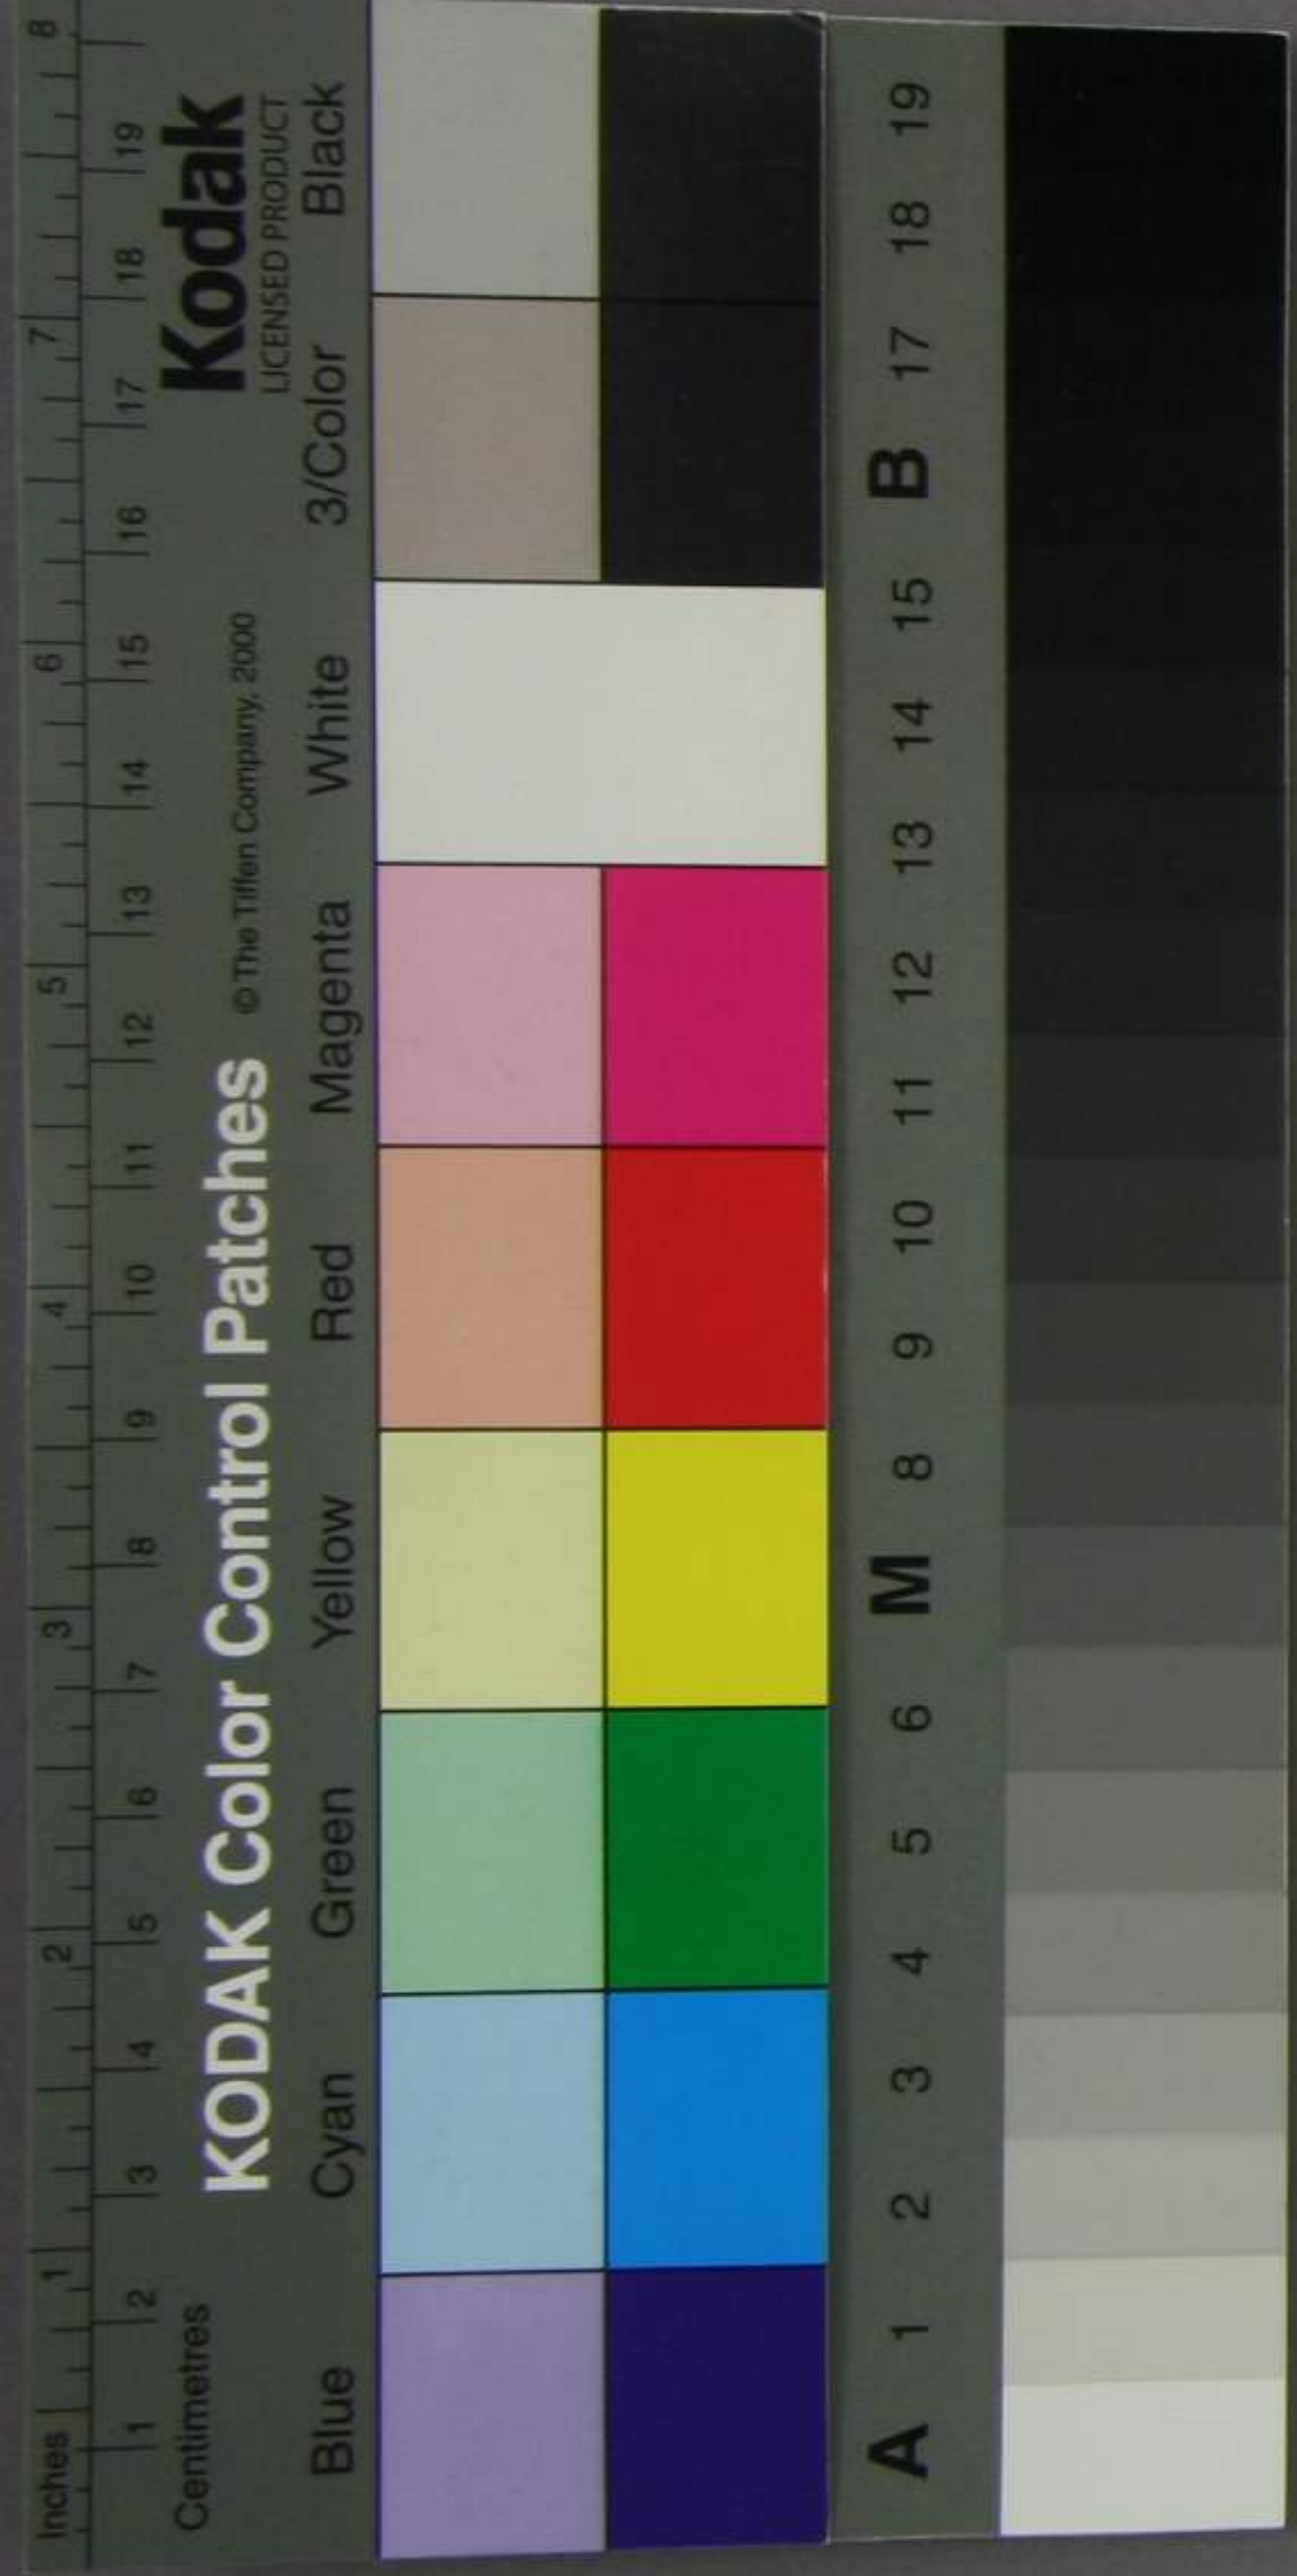 Inches 1 2 3 4 5 6 7 8
Centimetres 1 2 3 4 5 6 7 8 9 10 11 12 13 14 15 16 17 18 19
KODAK Color Control Patches © The Tiffen Company, 2000 Kodak
LICENSED PRODUCT
Blue Cyan Green Yellow Red Magenta White 3/Color Black
A 1 2 3 4 5 6 M 8 9 10 11 12 13 14 15 B 17 18 19